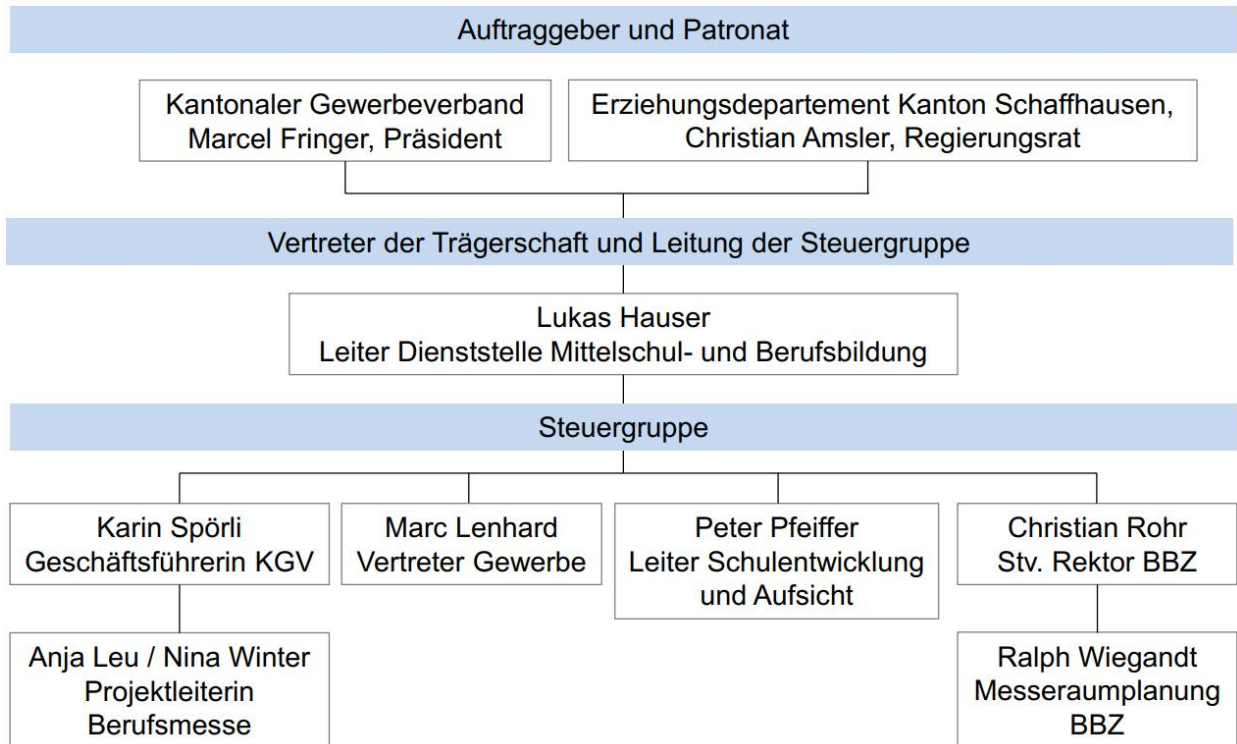 Auftraggeber und Patronat
Kantonaler Gewerbeverband
Marcel Fringer, Präsident
Erziehungsdepartement Kanton Schaffhausen,
Christian Amsler, Regierungsrat
Vertreter der Trägerschaft und Leitung der Steuergruppe
Lukas Hauser
Leiter Dienststelle Mittelschul- und Berufsbildung
Steuergruppe
Karin Spörli
Geschäftsführerin KGV
Marc Lenhard
Vertreter Gewerbe
Peter Pfeiffer
Leiter Schulentwicklung
und Aufsicht
Christian Rohr
Stv. Rektor BBZ
Anja Leu / Nina Winter
Projektleiterin
Berufsmesse
Ralph Wiegandt
Messeraumplanung
BBZ